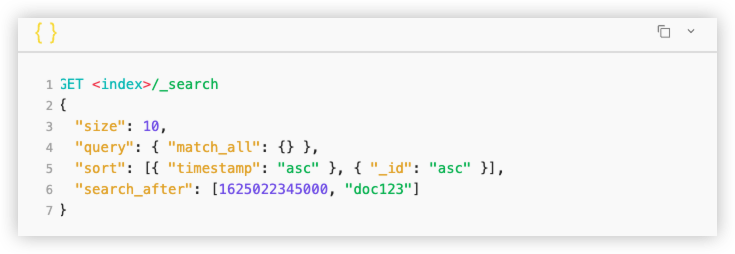 { }
1 GET <index>/_search
2 {
3   "size": 10,
4   "query": { "match_all": {} },
5   "sort": [{ "timestamp": "asc" }, { "_id": "asc" }],
6   "search_after": [1625022345000, "doc123"]
7 }